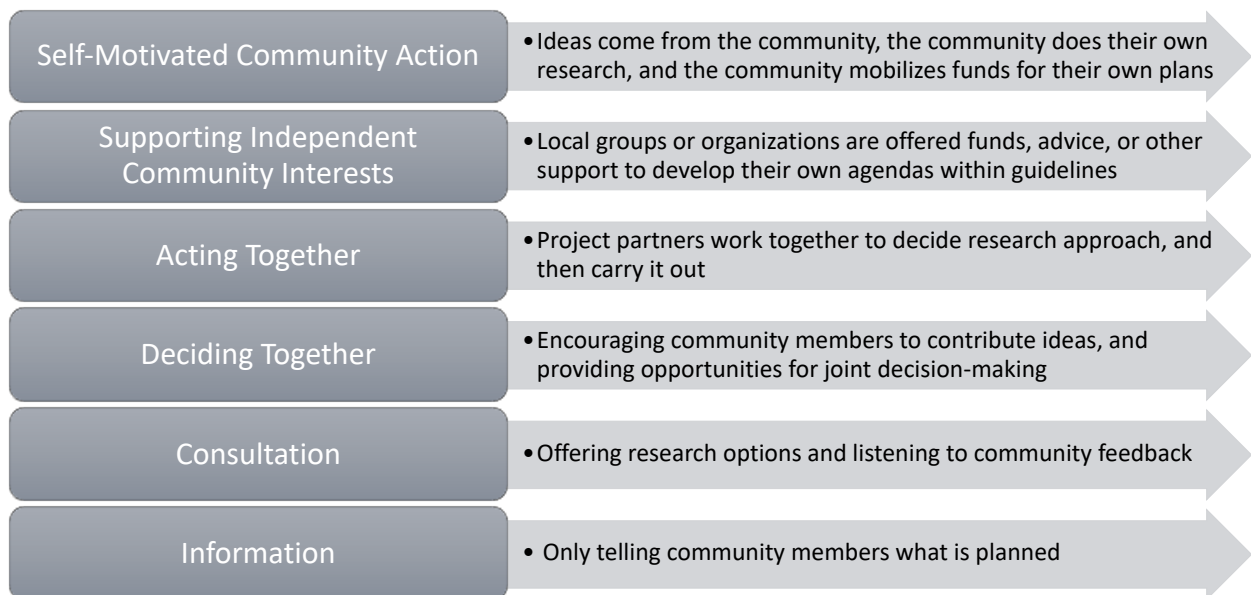 Self-Motivated Community Action
•Ideas come from the community, the community does their own
research, and the community mobilizes funds for their own plans
Supporting Independent
Community Interests
•Local groups or organizations are offered funds, advice, or other
support to develop their own agendas within guidelines
Acting Together
•Project partners work together to decide research approach, and
then carry it out
Deciding Together
•Encouraging community members to contribute ideas, and
providing opportunities for joint decision-making
Consultation
•Offering research options and listening to community feedback
Information
• Only telling community members what is planned